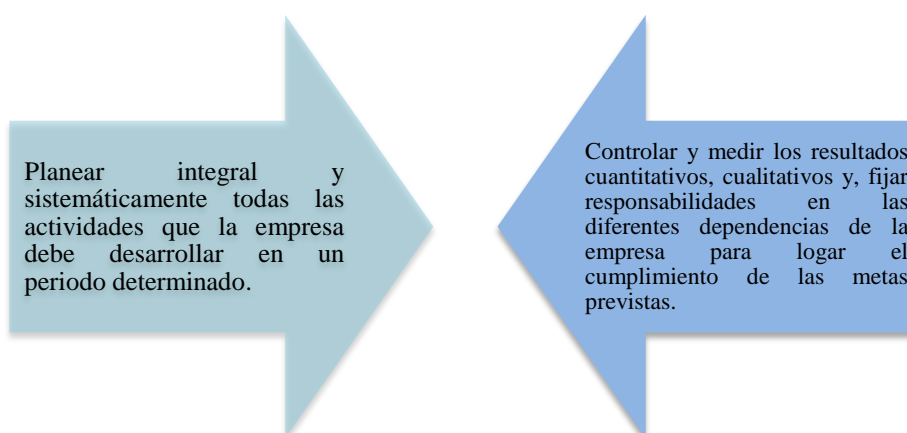 Planear integral y
sistemáticamente todas las
actividades que la empresa
debe desarrollar en un
periodo determinado.
Controlar y medir los resultados
cuantitativos, cualitativos y, fijar
responsabilidades en las
diferentes dependencias de la
empresa para logar el
cumplimiento de las metas
previstas.